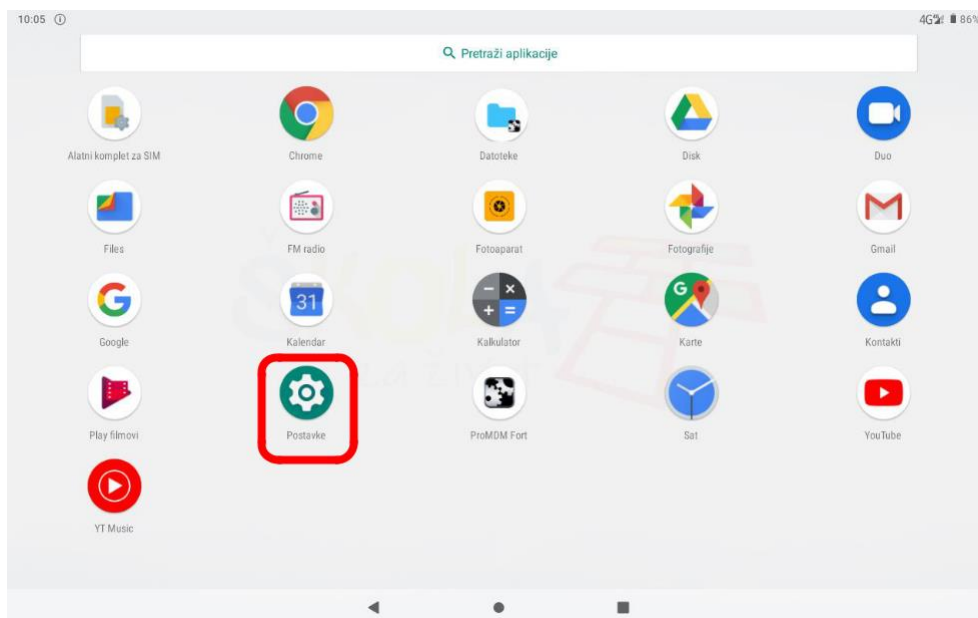 10:05 4G 86%
Pretraži aplikacije
Alatni komplet za SIM Chrome Datoteke Disk Duo
Files FM radio Fotoaparat Fotografije Gmail
31
Google Kalendar Kalkulator Karte Kontakti
Play filmovi Postavke ProMDM Fort Sat YouTube
YT Music